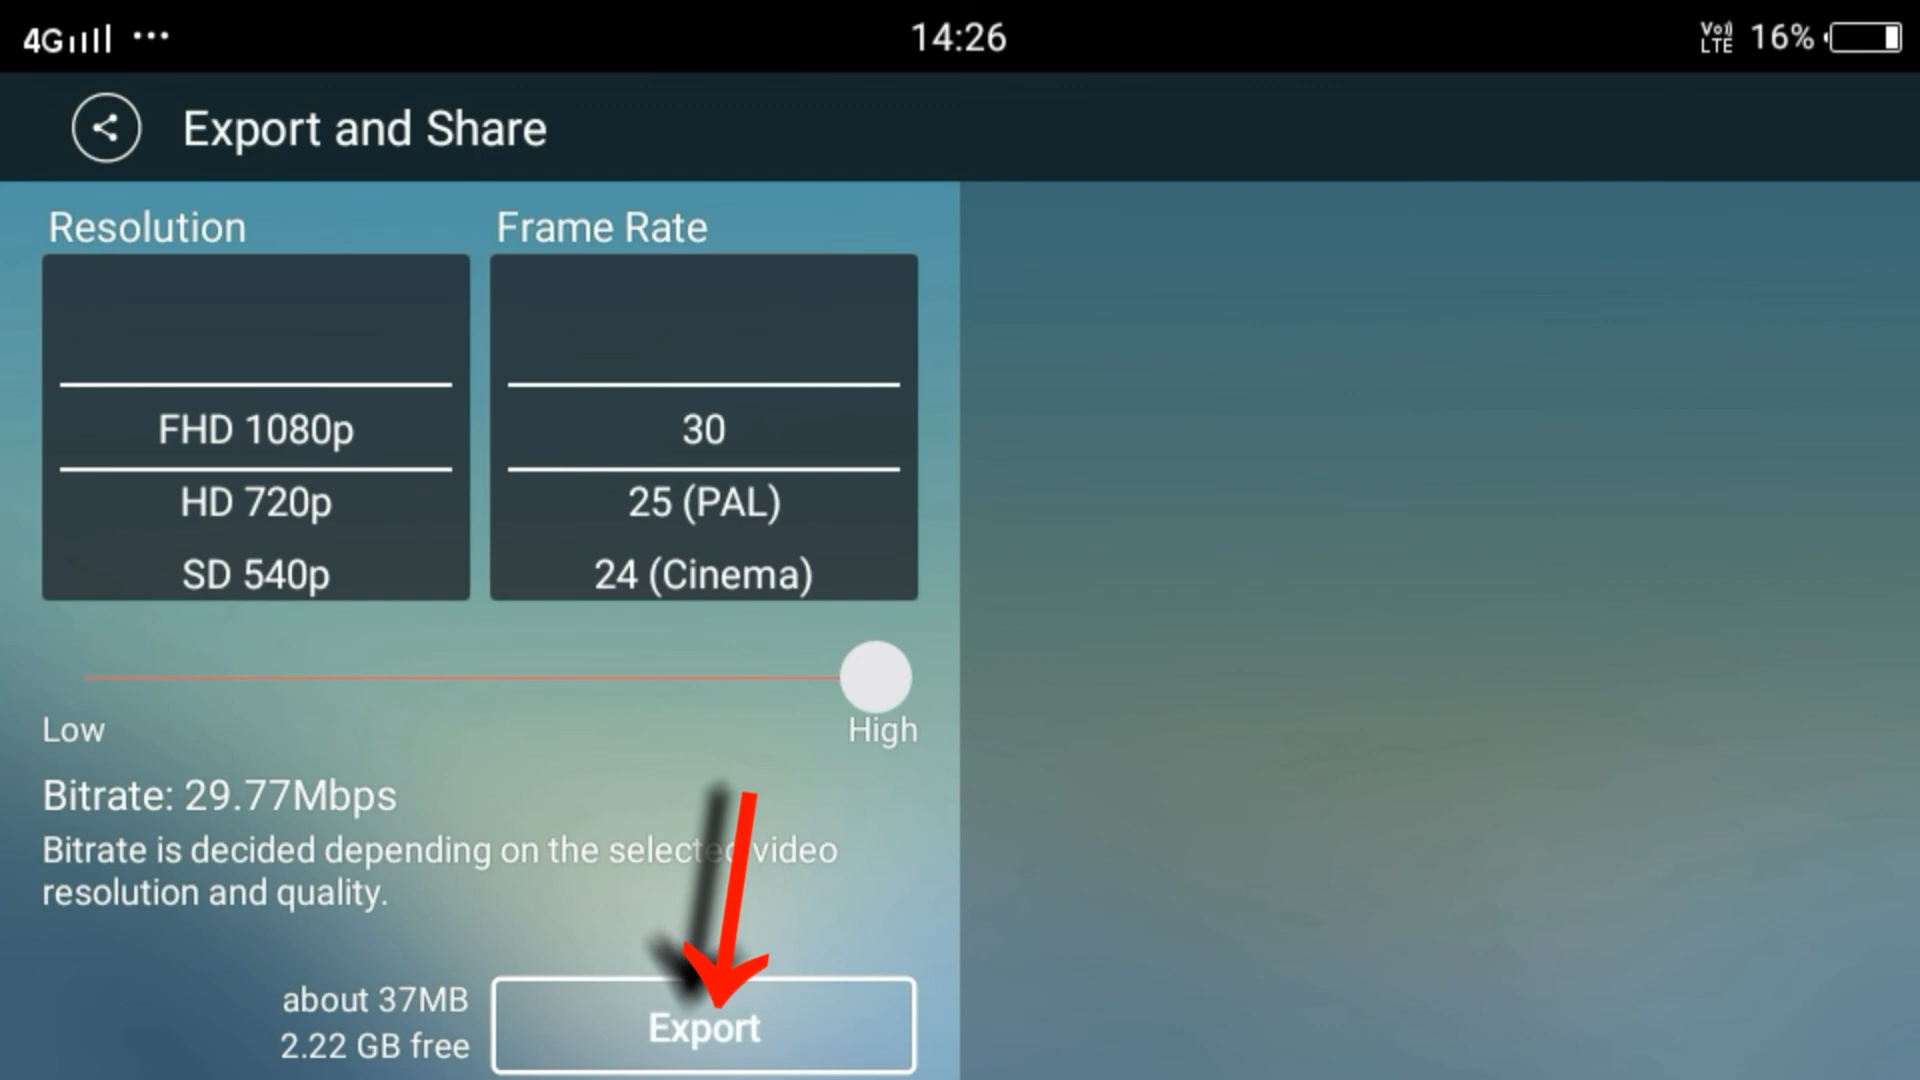 4G
14:26
Vo) LTE 16%
Export and Share
Resolution
Frame Rate
FHD 1080p
HD 720p
SD 540p
30
25 (PAL)
24 (Cinema)
Low
High
Bitrate: 29.77Mbps
Bitrate is decided depending on the selected video
resolution and quality.
about 37MB
2.22 GB free
Export